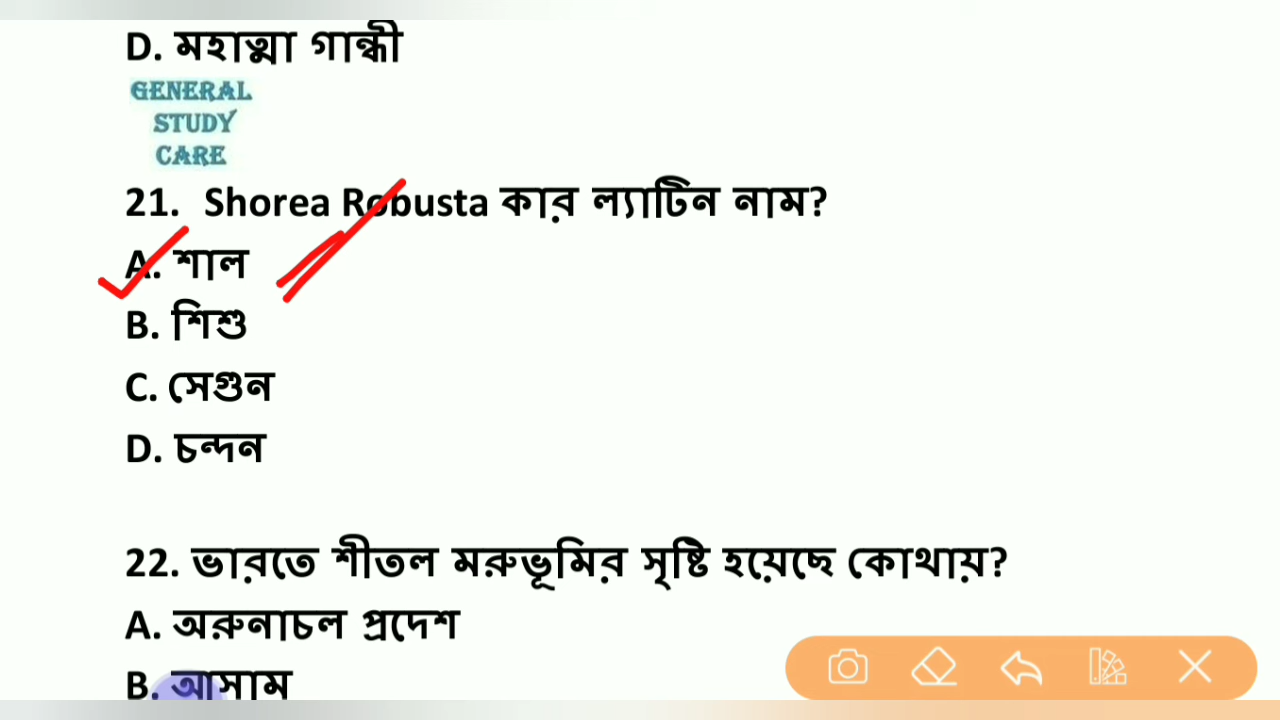 D. মহাত্মা গান্ধী
GENERAL
STUDY
CARE
21. Shorea Robusta কার ল্যাটিন নাম?
A. শাল
B. শিশু
C. সেগুন
D. চন্দন
22. ভারতে শীতল মরুভূমির সৃষ্টি হয়েছে কোথায়?
A. অরুনাচল প্রদেশ
B. আসাম